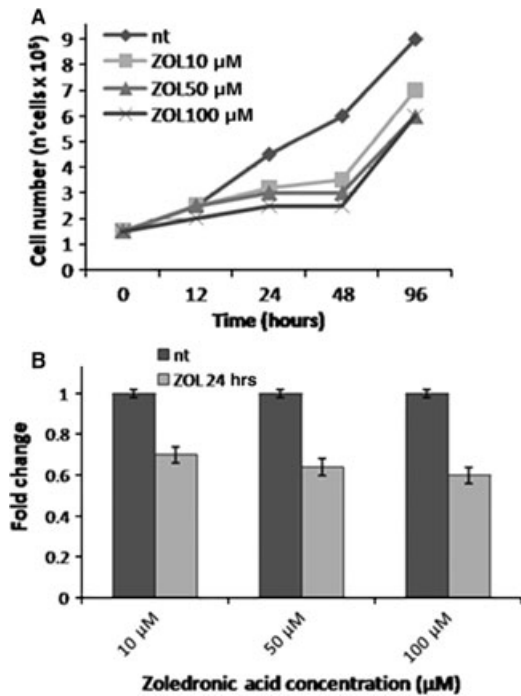 A
Cell number (n°cells x 10⁵)
9
8
7
6
5
4
3
2
1
0
nt
ZOL10 µM
ZOL50 µM
ZOL100 µM
0 12 24 48 96
Time (hours)
B
nt
ZOL 24 hrs
Fold change
1
0.8
0.6
0.4
0.2
0
10 µM 50 µM 100 µM
Zoledronic acid concentration (µM)